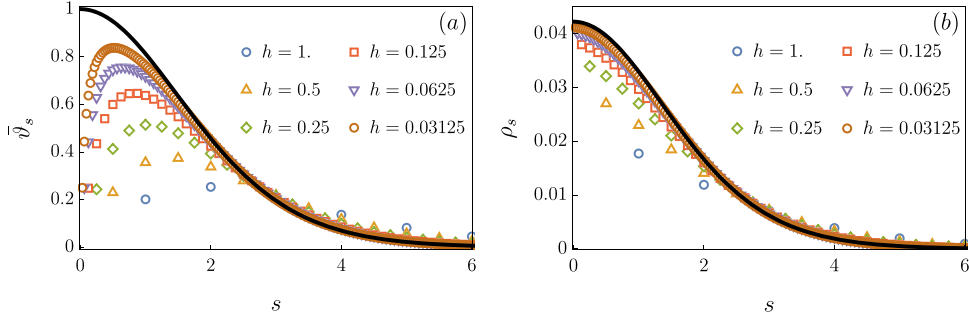 (a)
h = 1.
h = 0.125
h = 0.5
h = 0.0625
h = 0.25
h = 0.03125
1
0.8
0.6
0.4
0.2
0
ϑ̄ₛ
0 2 4 6
s
(b)
h = 1.
h = 0.125
h = 0.5
h = 0.0625
h = 0.25
h = 0.03125
0.04
0.03
0.02
0.01
0
ρₛ
0 2 4 6
s